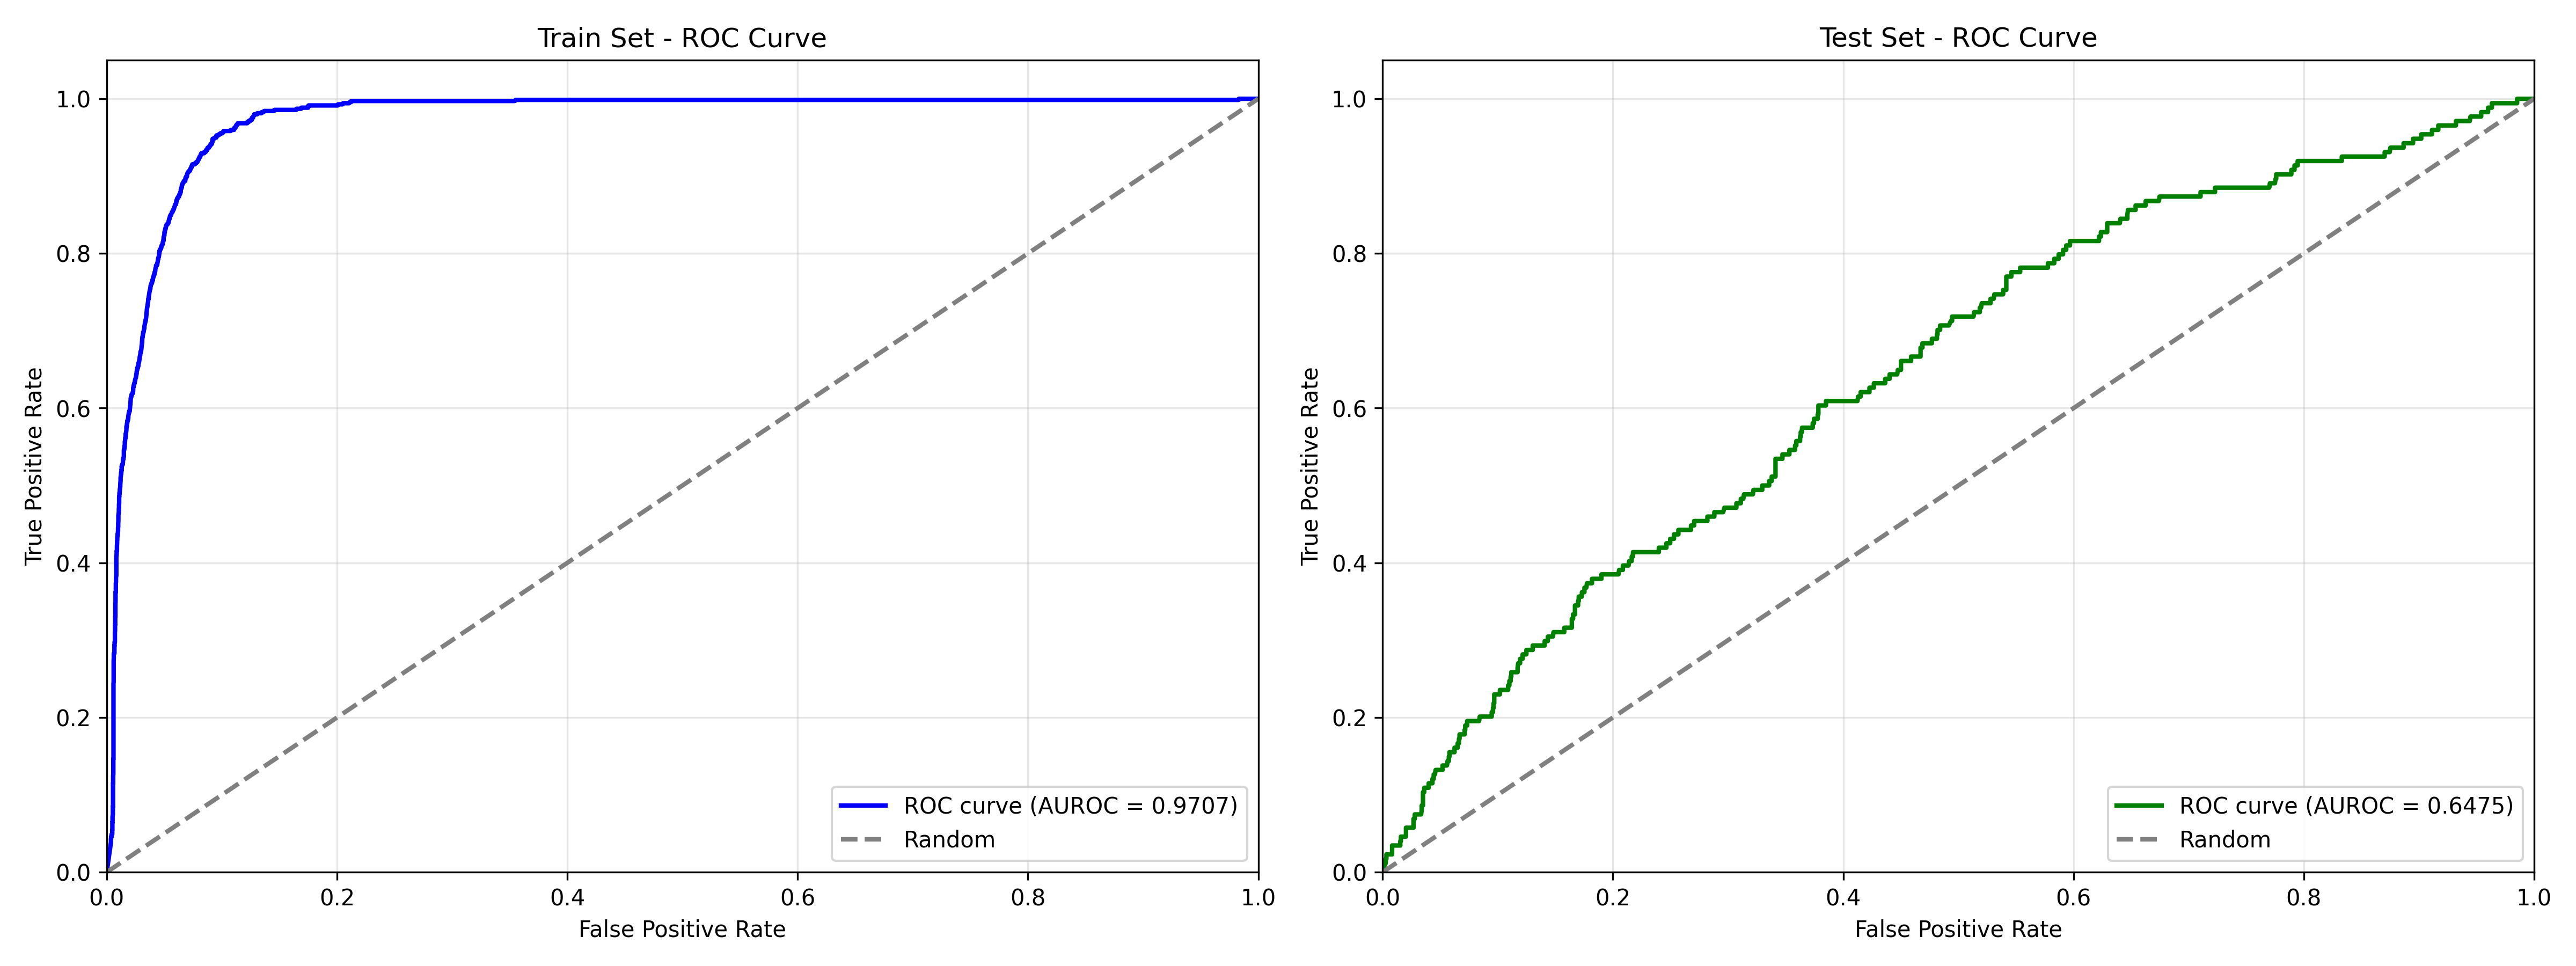 Train Set - ROC Curve
True Positive Rate
1.0
0.8
0.6
0.4
0.2
0.0
0.0 0.2 0.4 0.6 0.8 1.0
False Positive Rate
ROC curve (AUROC = 0.9707)
Random
Test Set - ROC Curve
True Positive Rate
1.0
0.8
0.6
0.4
0.2
0.0
0.0 0.2 0.4 0.6 0.8 1.0
False Positive Rate
ROC curve (AUROC = 0.6475)
Random